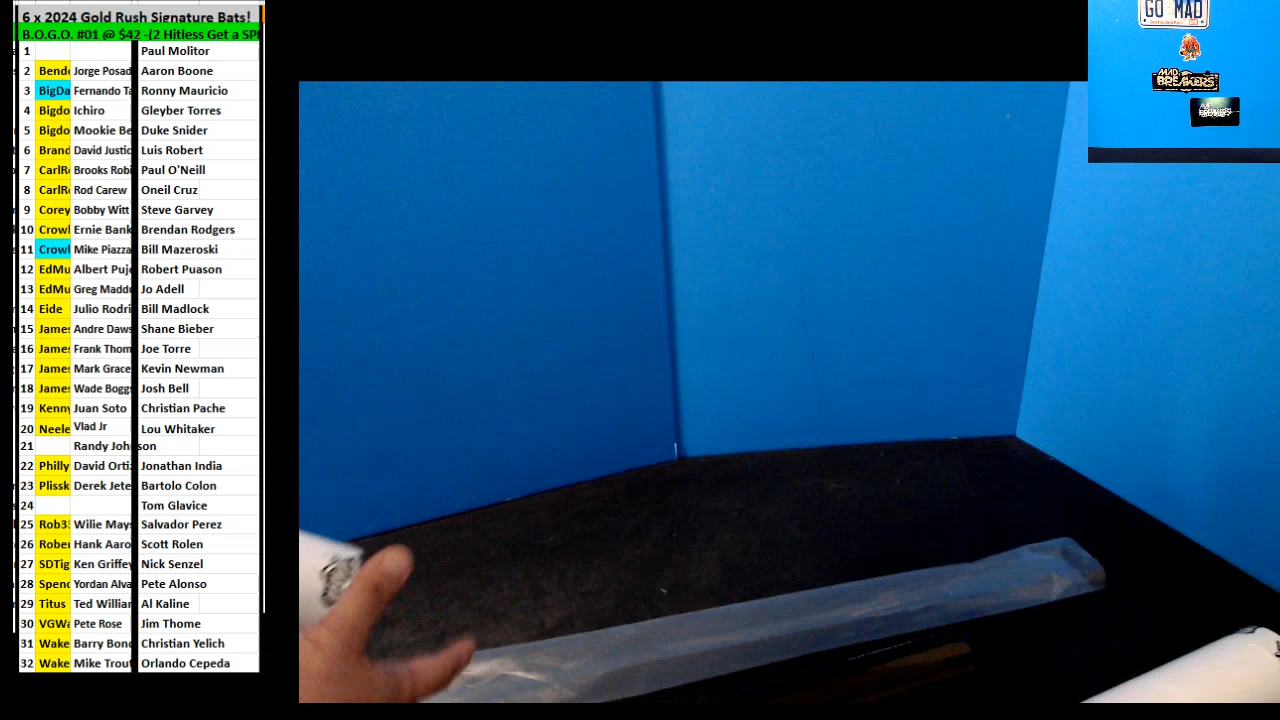 6 x 2024 Gold Rush Signature Bats!
B.O.G.O. #01 @ $42 -(2 Hitless Get a SP
1 Paul Molitor
2 Bend Jorge Posad Aaron Boone
3 BigDa Fernando Ta Ronny Mauricio
4 Bigdo Ichiro Gleyber Torres
5 Bigdo Mookie Be Duke Snider
6 Brand David Justic Luis Robert
7 CarlR Brooks Robi Paul O'Neill
8 CarlR Rod Carew Oneil Cruz
9 Corey Bobby Witt Steve Garvey
10 Crowl Ernie Bank Brendan Rodgers
11 Crowl Mike Piazza Bill Mazeroski
12 EdMu Albert Pujo Robert Puason
13 EdMu Greg Maddu Jo Adell
14 Eide Julio Rodri Bill Madlock
15 James Andre Daws Shane Bieber
16 James Frank Thom Joe Torre
17 James Mark Grace Kevin Newman
18 James Wade Boggs Josh Bell
19 Kenny Juan Soto Christian Pache
20 Neele Vlad Jr Lou Whitaker
21 Randy Johnson
22 Philly David Orti Jonathan India
23 Plissk Derek Jete Bartolo Colon
24 Tom Glavice
25 Rob3 Wilie Mays Salvador Perez
26 Rober Hank Aaro Scott Rolen
27 SDTig Ken Griffey Nick Senzel
28 Spenc Yordan Alva Pete Alonso
29 Titus Ted Willian Al Kaline
30 VGWa Pete Rose Jim Thome
31 Wake Barry Bond Christian Yelich
32 Wake Mike Trout Orlando Cepeda
GO MAD
MAD
BREAKERS